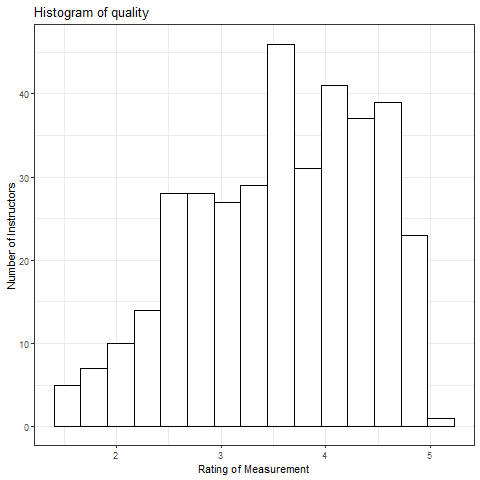 Histogram of quality
40
30
20
10
0
Number of Instructors
2 3 4 5
Rating of Measurement